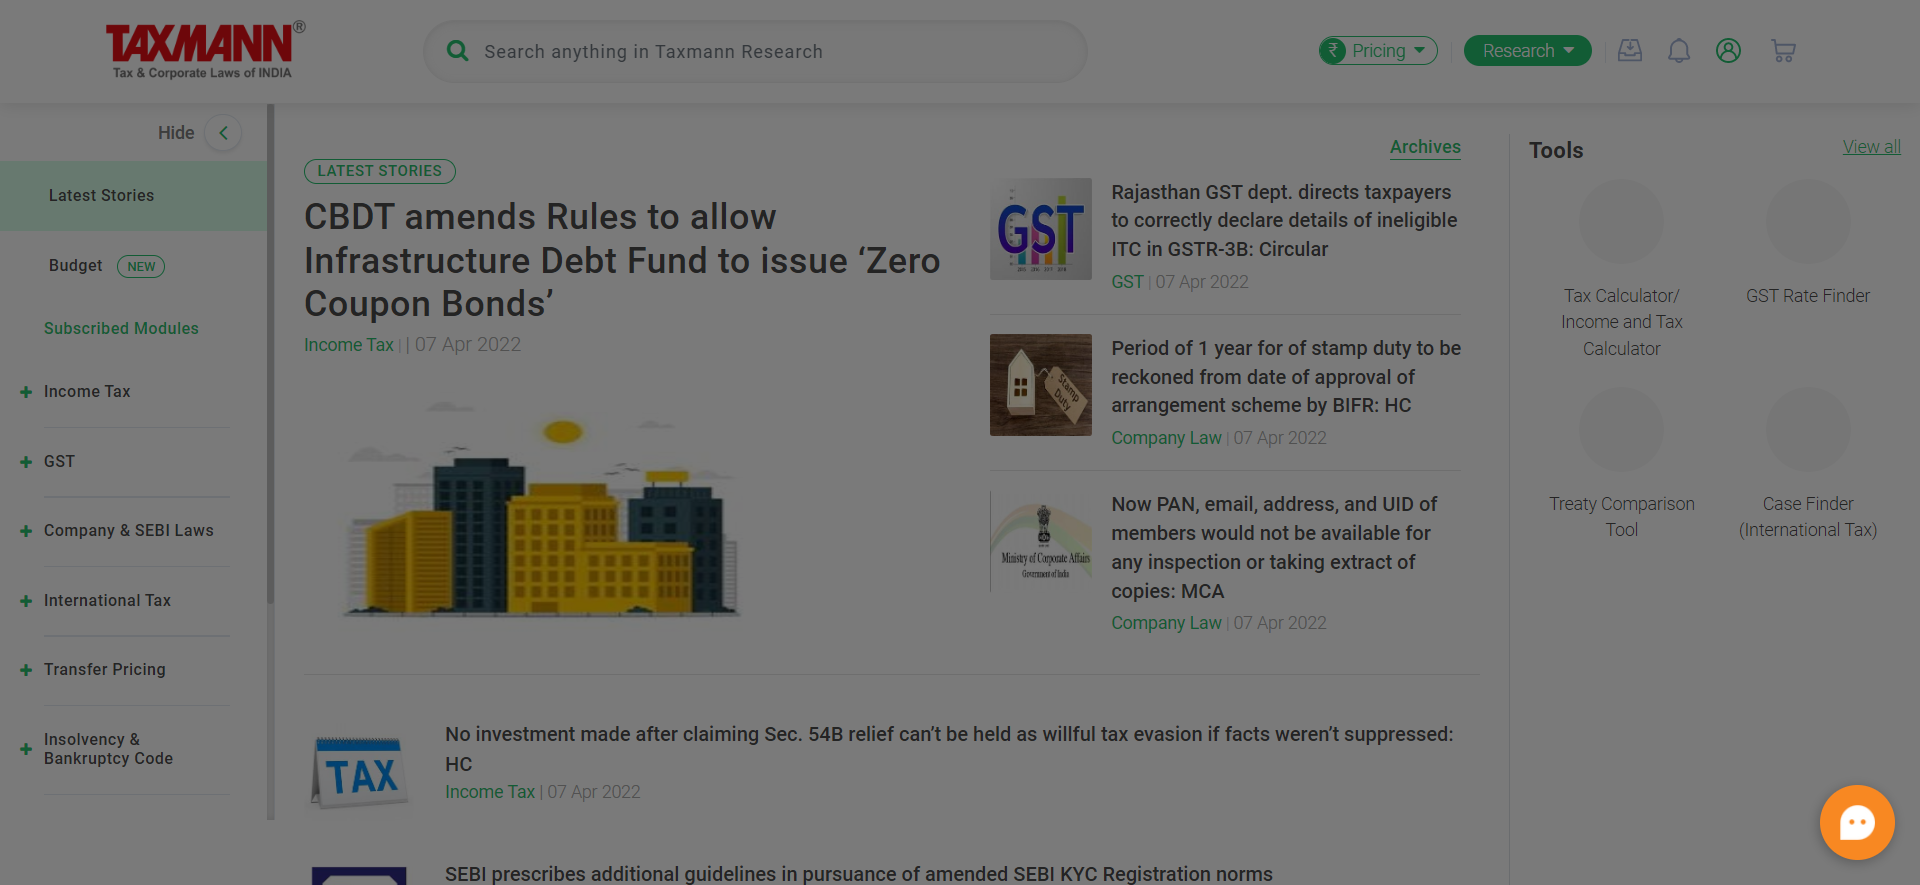 TAXMANN®
Tax & Corporate Laws of INDIA
Search anything in Taxmann Research
₹ Pricing
Research
Hide
Latest Stories
Budget NEW
Subscribed Modules
Income Tax
GST
Company & SEBI Laws
International Tax
Transfer Pricing
Insolvency &
Bankruptcy Code
Archives
LATEST STORIES
CBDT amends Rules to allow
Infrastructure Debt Fund to issue ‘Zero
Coupon Bonds’
Income Tax | | 07 Apr 2022
GST
Rajasthan GST dept. directs taxpayers
to correctly declare details of ineligible
ITC in GSTR-3B: Circular
GST | 07 Apr 2022
Stamp
Duty
Period of 1 year for of stamp duty to be
reckoned from date of approval of
arrangement scheme by BIFR: HC
Company Law | 07 Apr 2022
Ministry of Corporate Affairs
Government of India
Now PAN, email, address, and UID of
members would not be available for
any inspection or taking extract of
copies: MCA
Company Law | 07 Apr 2022
TAX
No investment made after claiming Sec. 54B relief can’t be held as willful tax evasion if facts weren’t suppressed:
HC
Income Tax | 07 Apr 2022
SEBI prescribes additional guidelines in pursuance of amended SEBI KYC Registration norms
Tools
View all
Tax Calculator/
Income and Tax
Calculator
GST Rate Finder
Treaty Comparison
Tool
Case Finder
(International Tax)